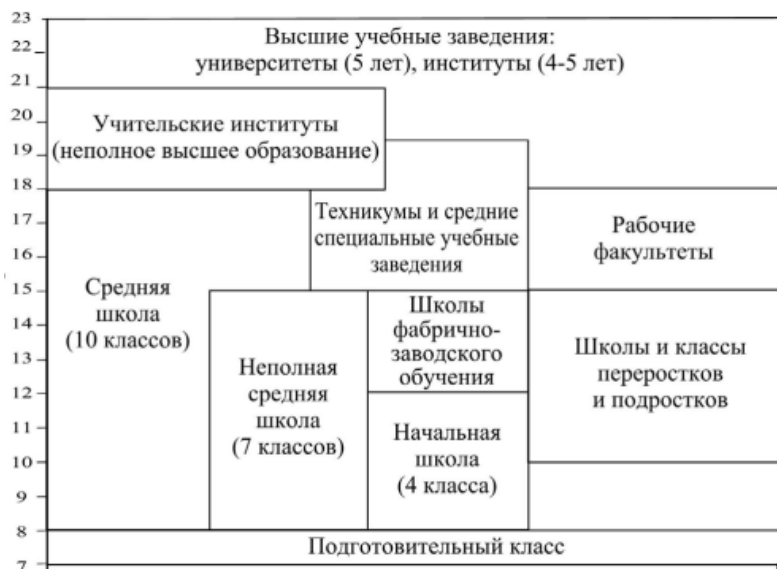 23
22
21
20
19
18
17
16
15
14
13
12
11
10
9
8
7
Высшие учебные заведения:
университеты (5 лет), институты (4-5 лет)
Учительские институты
(неполное высшее образование)
Техникумы и средние
специальные учебные
заведения
Рабочие
факультеты
Средняя
школа
(10 классов)
Неполная
средняя
школа
(7 классов)
Школы
фабрично-
заводского
обучения
Начальная
школа
(4 класса)
Школы и классы
переростков
и подростков
Подготовительный класс